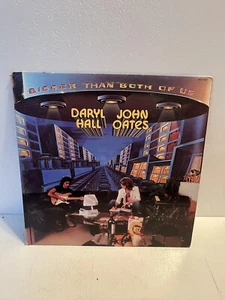 BIGGER THAN BOTH OF US
DARYL JOHN
HALL OATES